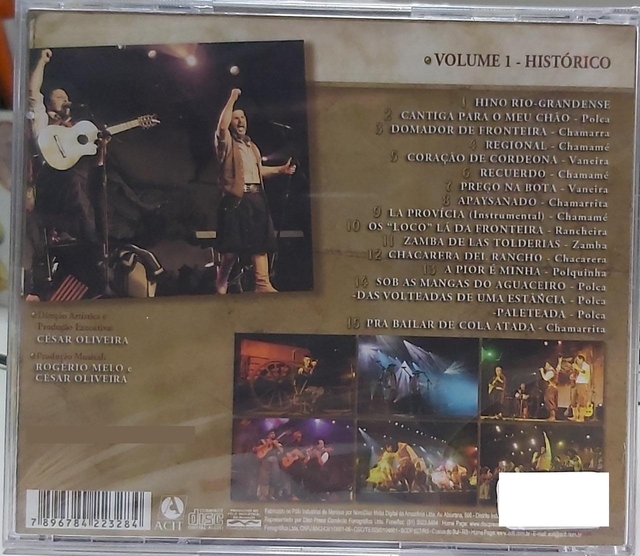 VOLUME 1 - HISTÓRICO
1 HINO RIO-GRANDENSE
2 CANTIGA PARA O MEU CHÃO - Polca
3 DOMADOR DE FRONTEIRA - Chamarra
4 REGIONAL - Chamamé
5 CORAÇÃO DE CORDEONA - Vaneira
6 RECUERDO - Chamamé
7 PREGO NA BOTA - Vaneira
8 APAYSANADO - Chamarrita
9 LA PROVÍCIA (Instrumental) - Chamamé
10 OS "LOCO" LÁ DA FRONTEIRA - Rancheira
11 ZAMBA DE LAS TOLDERIAS - Zamba
12 CHACARERA DEL RANCHO - Chacarera
13 A PIOR É MINHA - Polquinha
14 SOB AS MANGAS DO AGUACEIRO - Polca
-DAS VOLTEADAS DE UMA ESTÂNCIA - Polca
-PALETEADA - Polca
15 PRA BAILAR DE COLA ATADA - Chamarrita
Direção Artística e
Produção Executiva:
CESAR OLIVEIRA
Produção Musical:
ROGÉRIO MELO e
CESAR OLIVEIRA
7 896784 223284
ACIT